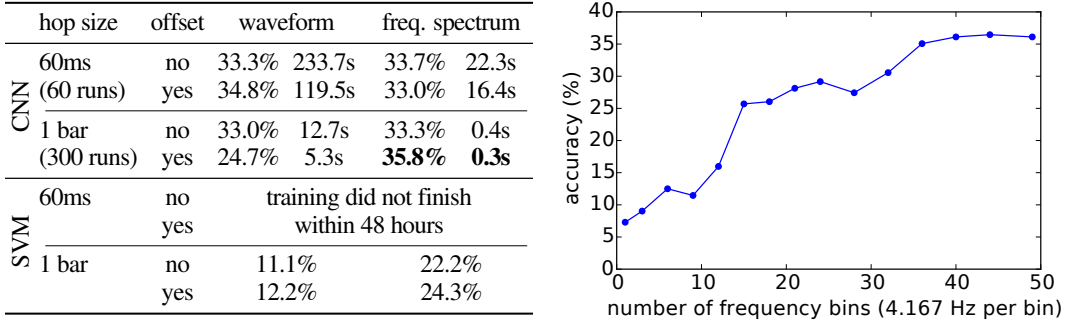 hop size offset waveform freq. spectrum
CNN
60ms no 33.3% 233.7s 33.7% 22.3s
(60 runs) yes 34.8% 119.5s 33.0% 16.4s
1 bar no 33.0% 12.7s 33.3% 0.4s
(300 runs) yes 24.7% 5.3s 35.8% 0.3s
SVM
60ms no training did not finish
yes within 48 hours
1 bar no 11.1% 22.2%
yes 12.2% 24.3%
accuracy (%)
40
35
30
25
20
15
10
5
0
0 10 20 30 40 50
number of frequency bins (4.167 Hz per bin)